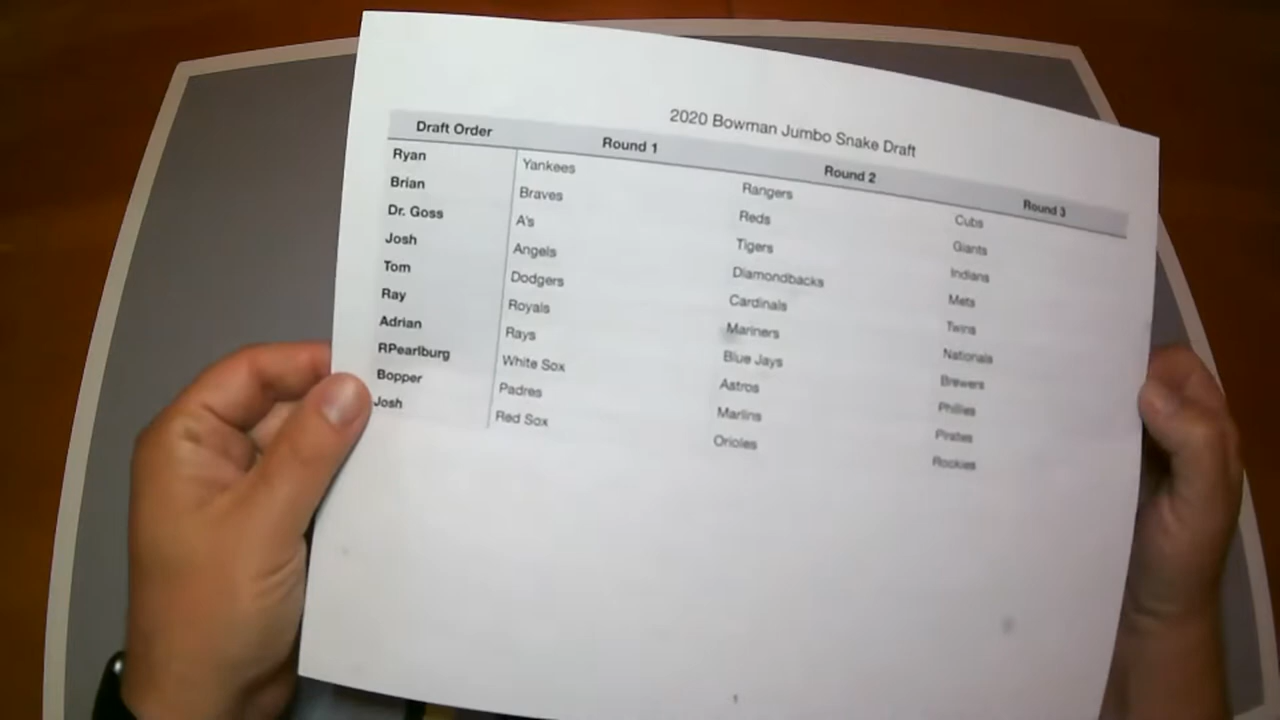 2020 Bowman Jumbo Snake Draft
Draft Order Round 1 Round 2 Round 3
Ryan Yankees Rangers Cubs
Brian Braves Reds Giants
Dr. Goss A's Tigers Indians
Josh Angels Diamondbacks Mets
Tom Dodgers Cardinals Twins
Ray Royals Mariners Nationals
Adrian Rays Blue Jays Brewers
RPearlburg White Sox Astros Phillies
Bopper Padres Marlins Pirates
Josh Red Sox Orioles Rockies
1